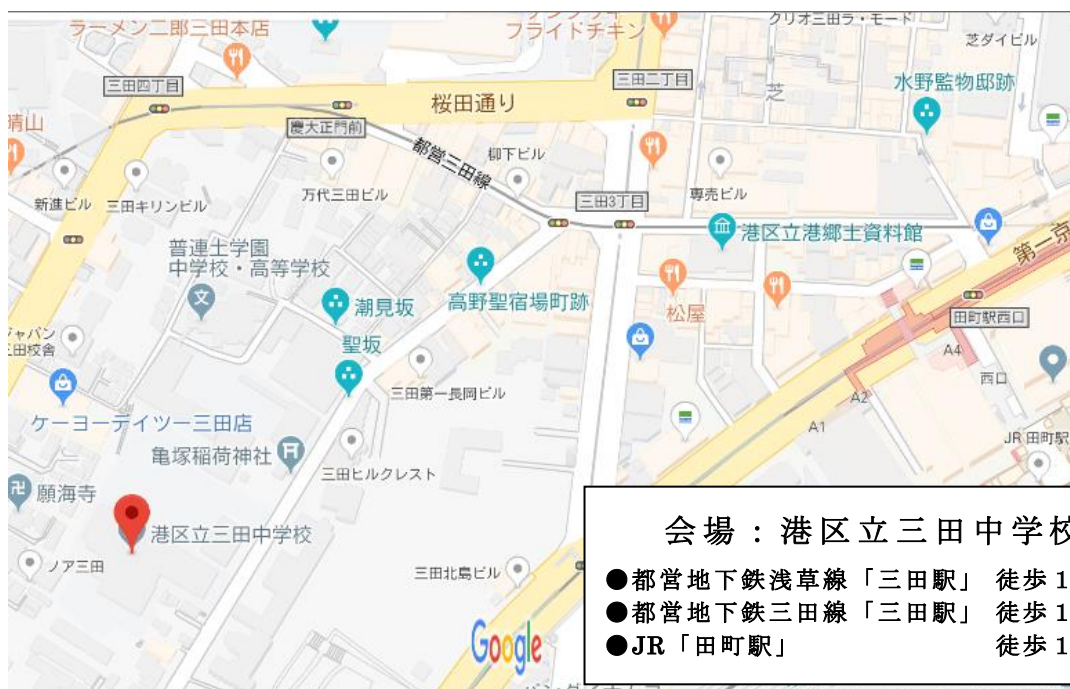 ラーメン二郎三田本店
フライドチキン
クリオ三田ラ・モード
芝ダイビル
三田四丁目
三田二丁目
桜田通り
芝
水野監物邸跡
慶大正門前
都営三田線
柳下ビル
新進ビル
三田キリンビル
万代三田ビル
三田3丁目
専売ビル
港区立港郷土資料館
普連土学園
中学校・高等学校
潮見坂
高野聖宿場町跡
第一京
松屋
田町駅西口
聖坂
A4
西口
三田第一長岡ビル
A2
ケーヨーデイツー三田店
A1
JR 田町駅
亀塚稲荷神社
三田ヒルクレスト
願海寺
港区立三田中学校
ノア三田
三田北島ビル
Google
会場：港区立三田中学校
●都営地下鉄浅草線「三田駅」 徒歩1
●都営地下鉄三田線「三田駅」 徒歩1
●JR「田町駅」 徒歩1